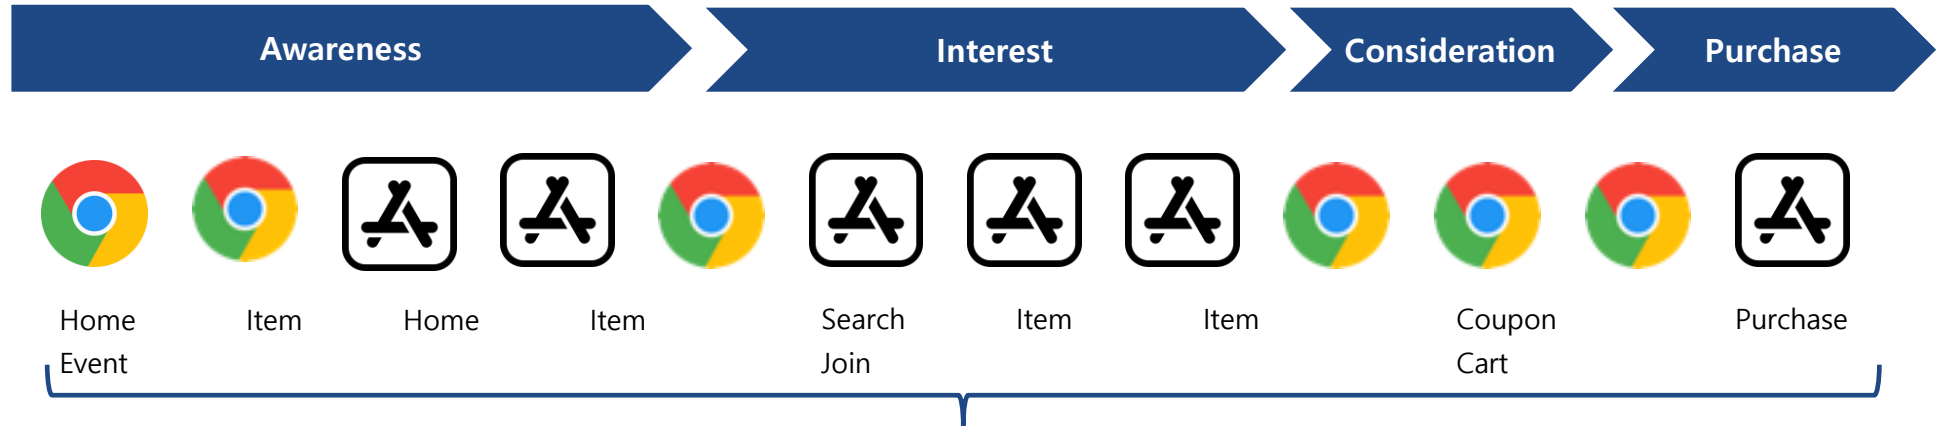 Awareness
Interest
Consideration
Purchase
Home
Event
Item
Home
Item
Search
Join
Item
Item
Coupon
Cart
Purchase